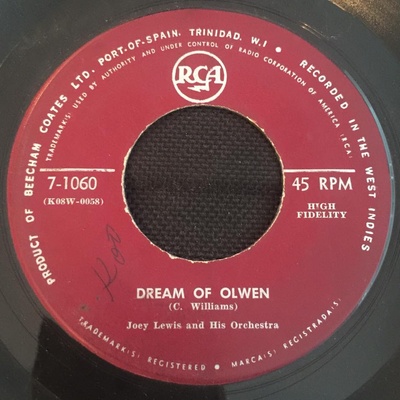 PRODUCT OF BEECHAM COATES LTD. PORT-OF-SPAIN, TRINIDAD, W.I • RECORDED IN THE WEST INDIES
TRADEMARK(S) USED BY AUTHORITY AND UNDER CONTROL OF RADIO CORPORATION OF AMERICA (RCA)
RCA
7-1060
(K08W-0058)
45 RPM
HIGH
FIDELITY
DREAM OF OLWEN
(C. Williams)
Joey Lewis and His Orchestra
TRADEMARK(S) REGISTERED • MARCA(S) REGISTRADA(S)